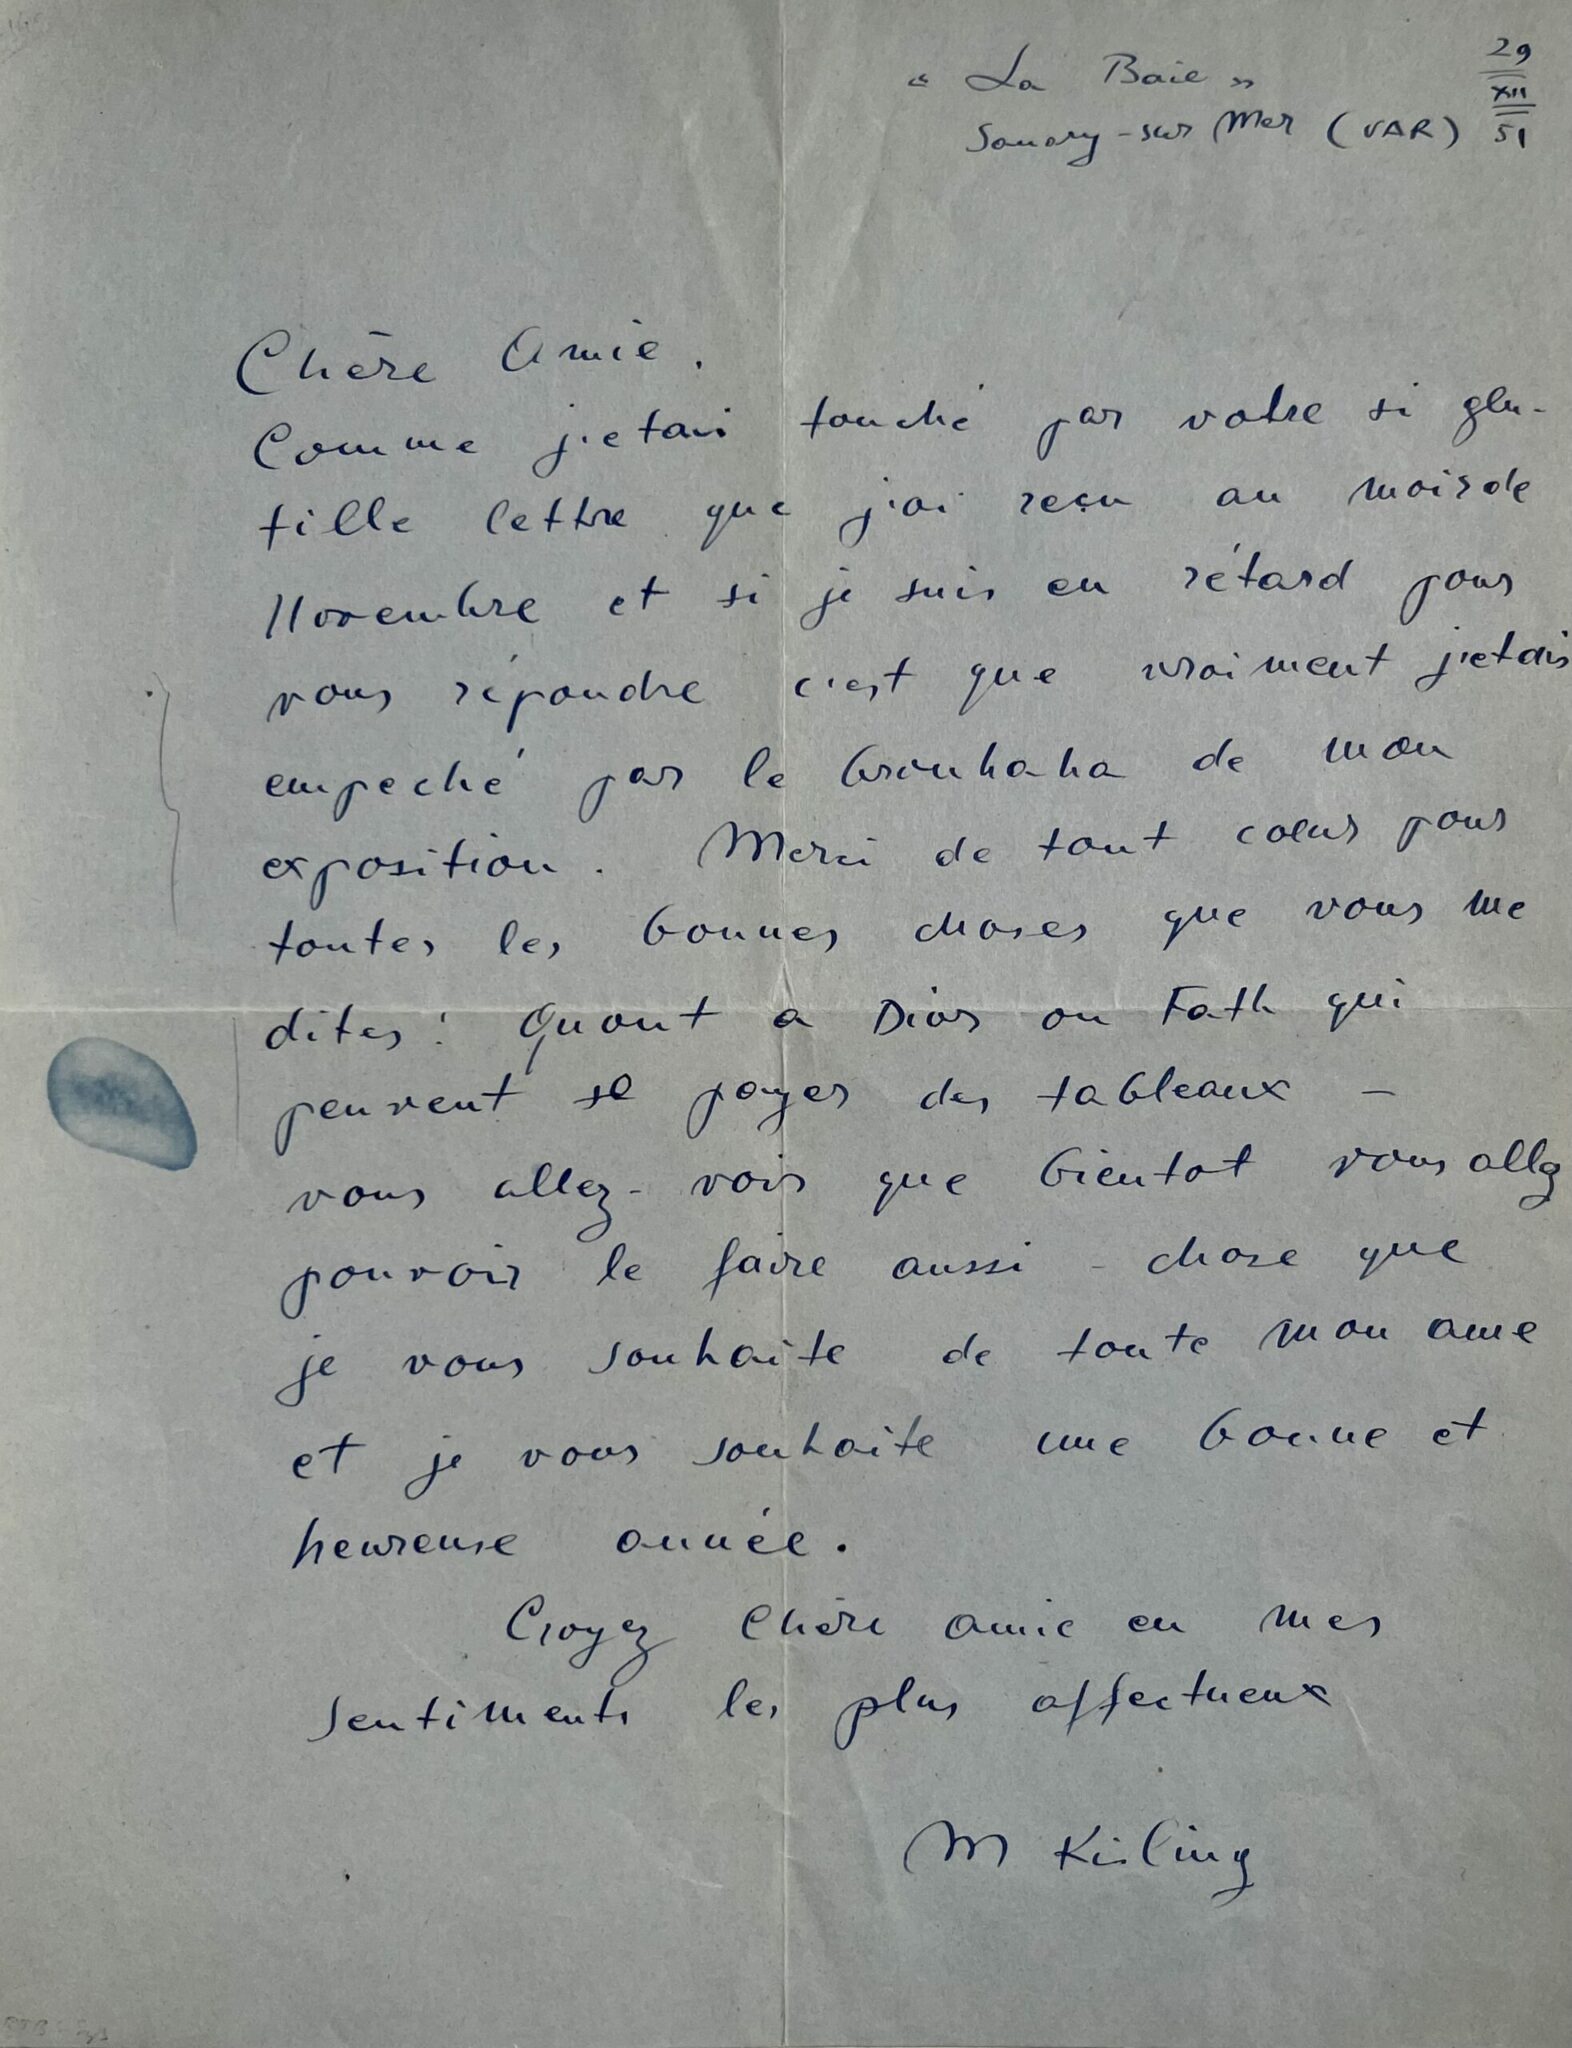 " La Baie "
29
XII
51
Sanary-sur Mer (VAR)
Chère Amie.
Comme j'etais touché par votre si gen-
tille lettre que j'ai reçu au mois de
Novembre et si je suis en rétard pour
vous répondre c'est que vraiment j'etais
empeché par le brouhaha de mon
exposition. Merci de tout coeur pour
toutes les bonnes choses que vous me
dites! Quant a Dior ou Fath qui
peuvent se payer des tableaux -
vous allez-voir que bientot vous allez
pouvoir le faire aussi - chose que
je vous souhaite de toute mon ame
et je vous souhaite une bonne et
heureuse année.
Croyez Chère amie en mes
sentiments les plus affectueux
M Kisling